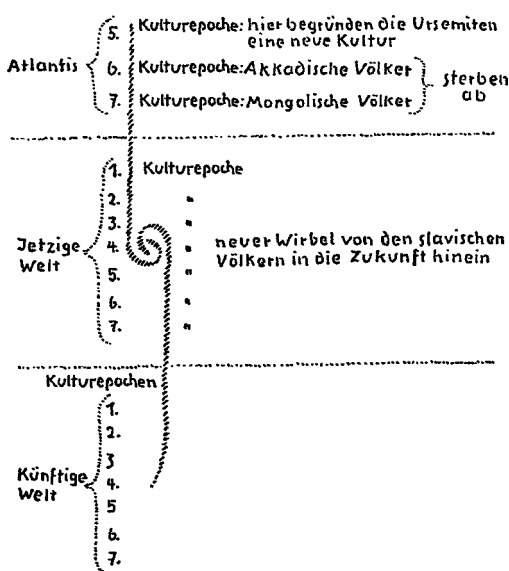 5. Kulturepoche: hier begründen die Ursemiten
eine neue Kultur
Atlantis
6. Kulturepoche: Akkadische Völker
7. Kulturepoche: Mongolische Völker
sterben
ab
1. Kulturepoche
2. "
3. "
Jetzige
Welt
4. " neuer Wirbel von den slavischen
Völkern in die Zukunft hinein
5. "
6. "
7. "
Kulturepochen
1.
2.
3
Künftige
Welt
4.
5
6.
7.